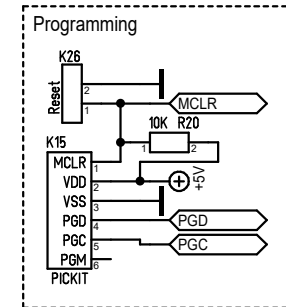 Programming
K26
Reset
2
1
MCLR
10K R20
1 2
K15
MCLR 1
VDD 2
+5V
VSS 3
PGD 4
PGD
PGC 5
PGC
PGM 6
PICKIT